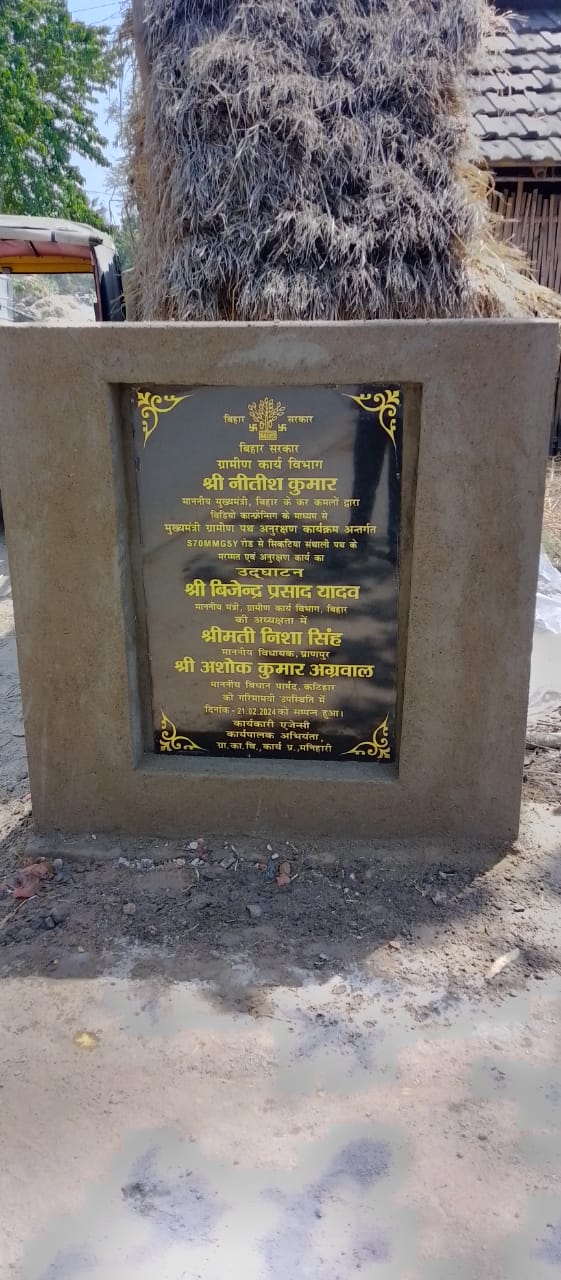 बिहार सरकार
बिहार सरकार
ग्रामीण कार्य विभाग
श्री नीतीश कुमार
माननीय मुख्यमंत्री, बिहार के कर कमलों द्वारा
विडियो कान्फ्रेन्सिंग के माध्यम से
मुख्यमंत्री ग्रामीण पथ अनुरक्षण कार्यक्रम अन्तर्गत
S70MMGSY रोड से सिकटिया संथाली पथ के
मरम्मत एवं अनुरक्षण कार्य का
उद्घाटन
श्री बिजेन्द्र प्रसाद यादव
माननीय मंत्री, ग्रामीण कार्य विभाग, बिहार
की अध्यक्षता में
श्रीमती निशा सिंह
माननीय विधायक, प्राणपुर
श्री अशोक कुमार अग्रवाल
माननीय विधान पार्षद, कटिहार
की गरिमामयी उपस्थिति में
दिनांक - 21.02.2024 को सम्पन्न हुआ।
कार्यकारी एजेन्सी
कार्यपालक अभियंता,
ग्रा.का.वि., कार्य प्र., मनिहारी